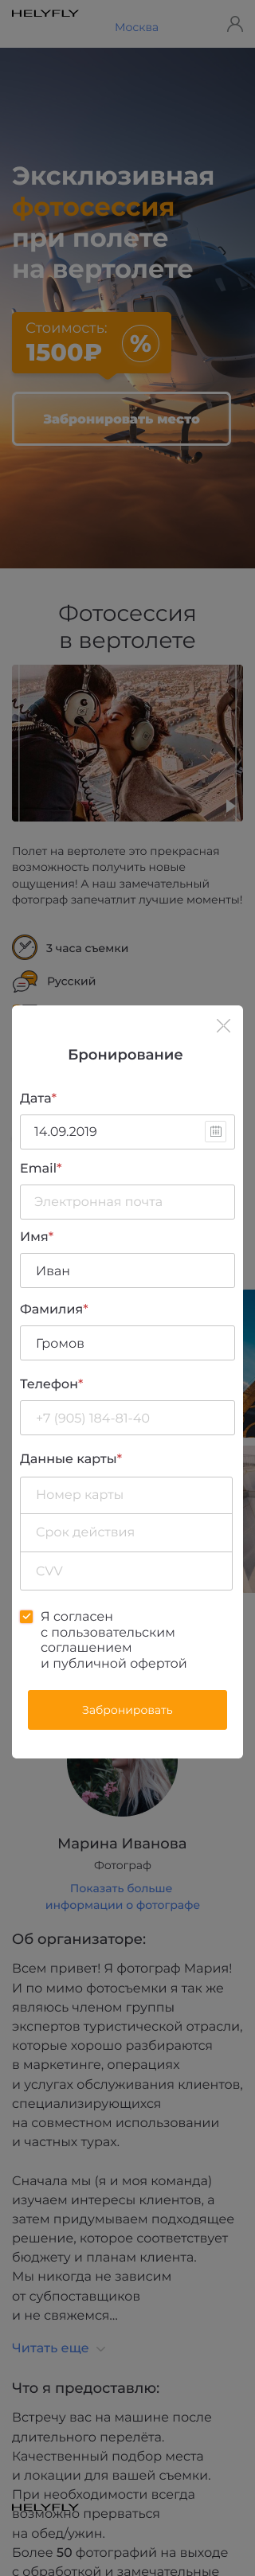 HELYFLY
Москва
Эксклюзивная
фотосессия
при полете
на вертолете
Стоимость:
1500₽
%
Забронировать место
Фотосессия
в вертолете
Полет на вертолете это прекрасная
возможность получить новые
ощущения! А наш замечательный
фотограф запечатлит лучшие моменты!
3 часа съемки
Русский
Бронирование
Дата*
14.09.2019
Email*
Электронная почта
Имя*
Иван
Фамилия*
Громов
Телефон*
+7 (905) 184-81-40
Данные карты*
Номер карты
Срок действия
CVV
Я согласен
с пользовательским
соглашением
и публичной офертой
Забронировать
Марина Иванова
Фотограф
Показать больше
информации о фотографе
Об организаторе:
Всем привет! Я фотограф Мария!
И по мимо фотосъемки я так же
являюсь членом группы
экспертов туристической отрасли,
которые хорошо разбираются
в маркетинге, операциях
и услугах обслуживания клиентов,
специализирующихся
на совместном использовании
и частных турах.
Сначала мы (я и моя команда)
изучаем интересы клиентов, а
затем придумываем подходящее
решение, которое соответствует
бюджету и планам клиента.
Мы никогда не зависим
от субпоставщиков
и не свяжемся...
Читать еще
Что я предоставлю:
Встречу вас на машине после
длительного перелёта.
Качественный подбор места
и локации для вашей съемки.
При необходимости всегда
HELYFLY
возможно прерваться
на обед/ужин.
Более 50 фотографий на выходе
с обработкой и замечательные